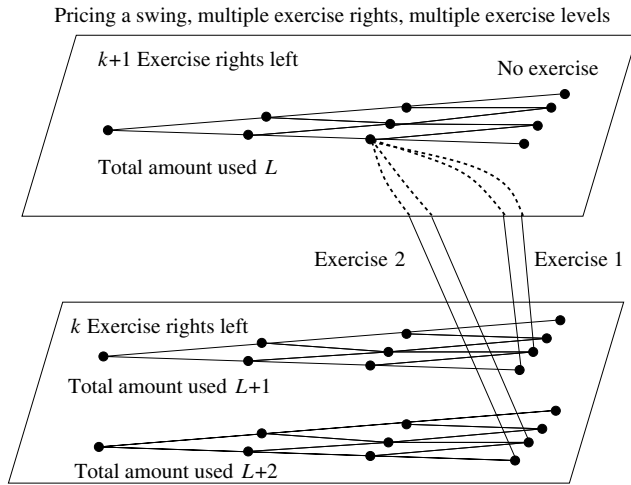 Pricing a swing, multiple exercise rights, multiple exercise levels
k+1 Exercise rights left
No exercise
Total amount used L
Exercise 2
Exercise 1
k Exercise rights left
Total amount used L+1
Total amount used L+2